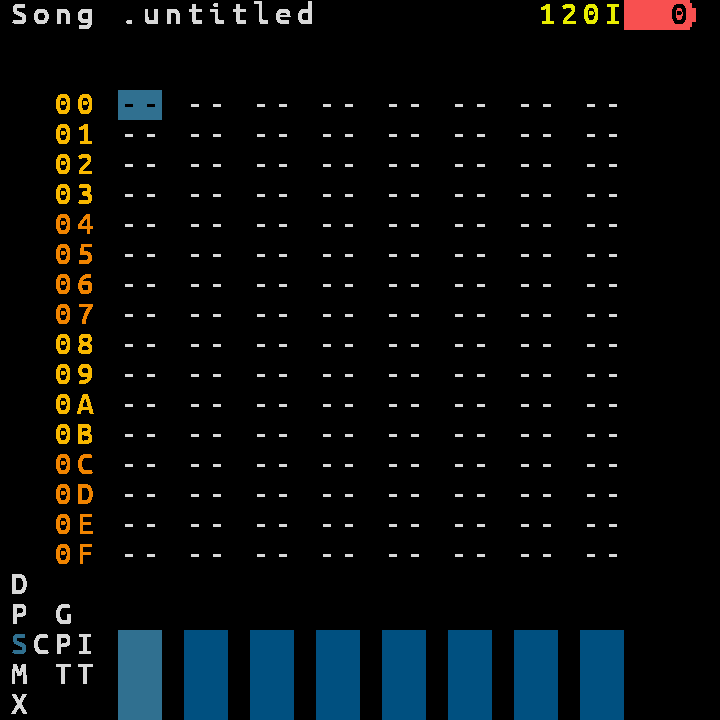 Song .untitled 120I 0
00 -- -- -- -- -- -- -- --
01 -- -- -- -- -- -- -- --
02 -- -- -- -- -- -- -- --
03 -- -- -- -- -- -- -- --
04 -- -- -- -- -- -- -- --
05 -- -- -- -- -- -- -- --
06 -- -- -- -- -- -- -- --
07 -- -- -- -- -- -- -- --
08 -- -- -- -- -- -- -- --
09 -- -- -- -- -- -- -- --
0A -- -- -- -- -- -- -- --
0B -- -- -- -- -- -- -- --
0C -- -- -- -- -- -- -- --
0D -- -- -- -- -- -- -- --
0E -- -- -- -- -- -- -- --
0F -- -- -- -- -- -- -- --
D
P G
SCPI
M TT
X